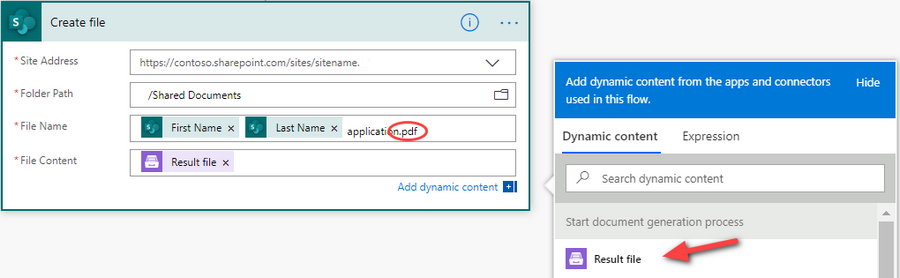 Create file
* Site Address
https://contoso.sharepoint.com/sites/sitename.
* Folder Path
/Shared Documents
* File Name
First Name × Last Name × application.pdf
* File Content
Result file ×
Add dynamic content
Add dynamic content from the apps and connectors
used in this flow.
Hide
Dynamic content
Expression
Search dynamic content
Start document generation process
Result file